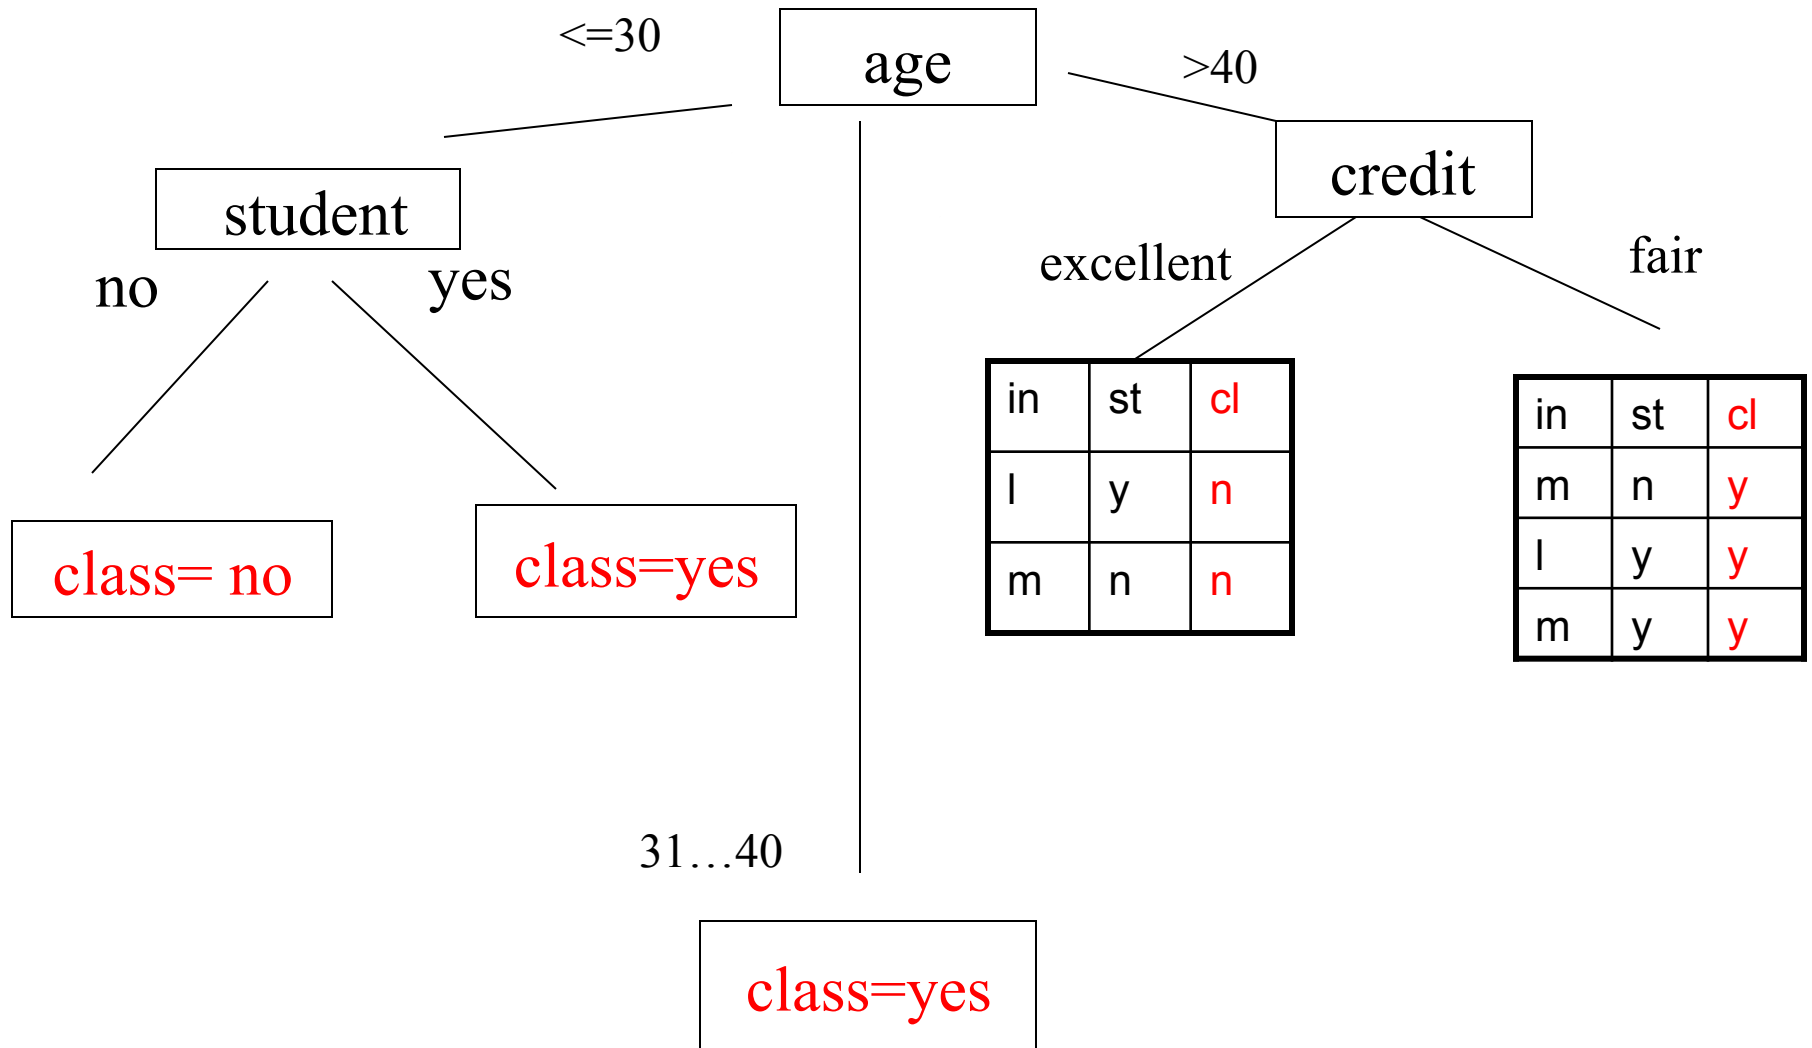 <=30
age
>40
student
credit
no
yes
excellent
fair
in st cl
l y n
m n n
in st cl
m n y
l y y
m y y
class= no
class=yes
31…40
class=yes